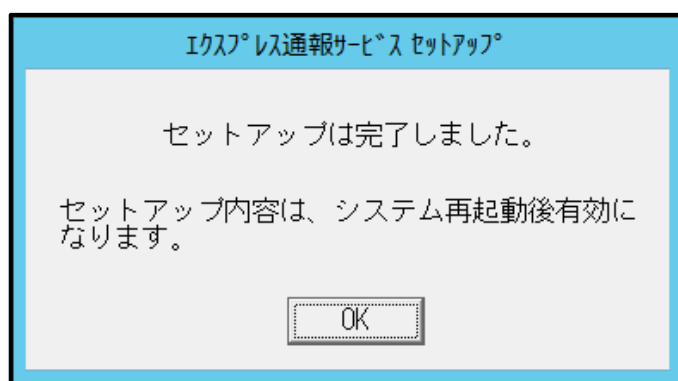 ｴｸｽﾌﾟﾚｽ通報ｻｰﾋﾞｽ ｾｯﾄｱｯﾌﾟ
セットアップは完了しました。
セットアップ内容は、システム再起動後有効に
なります。
OK